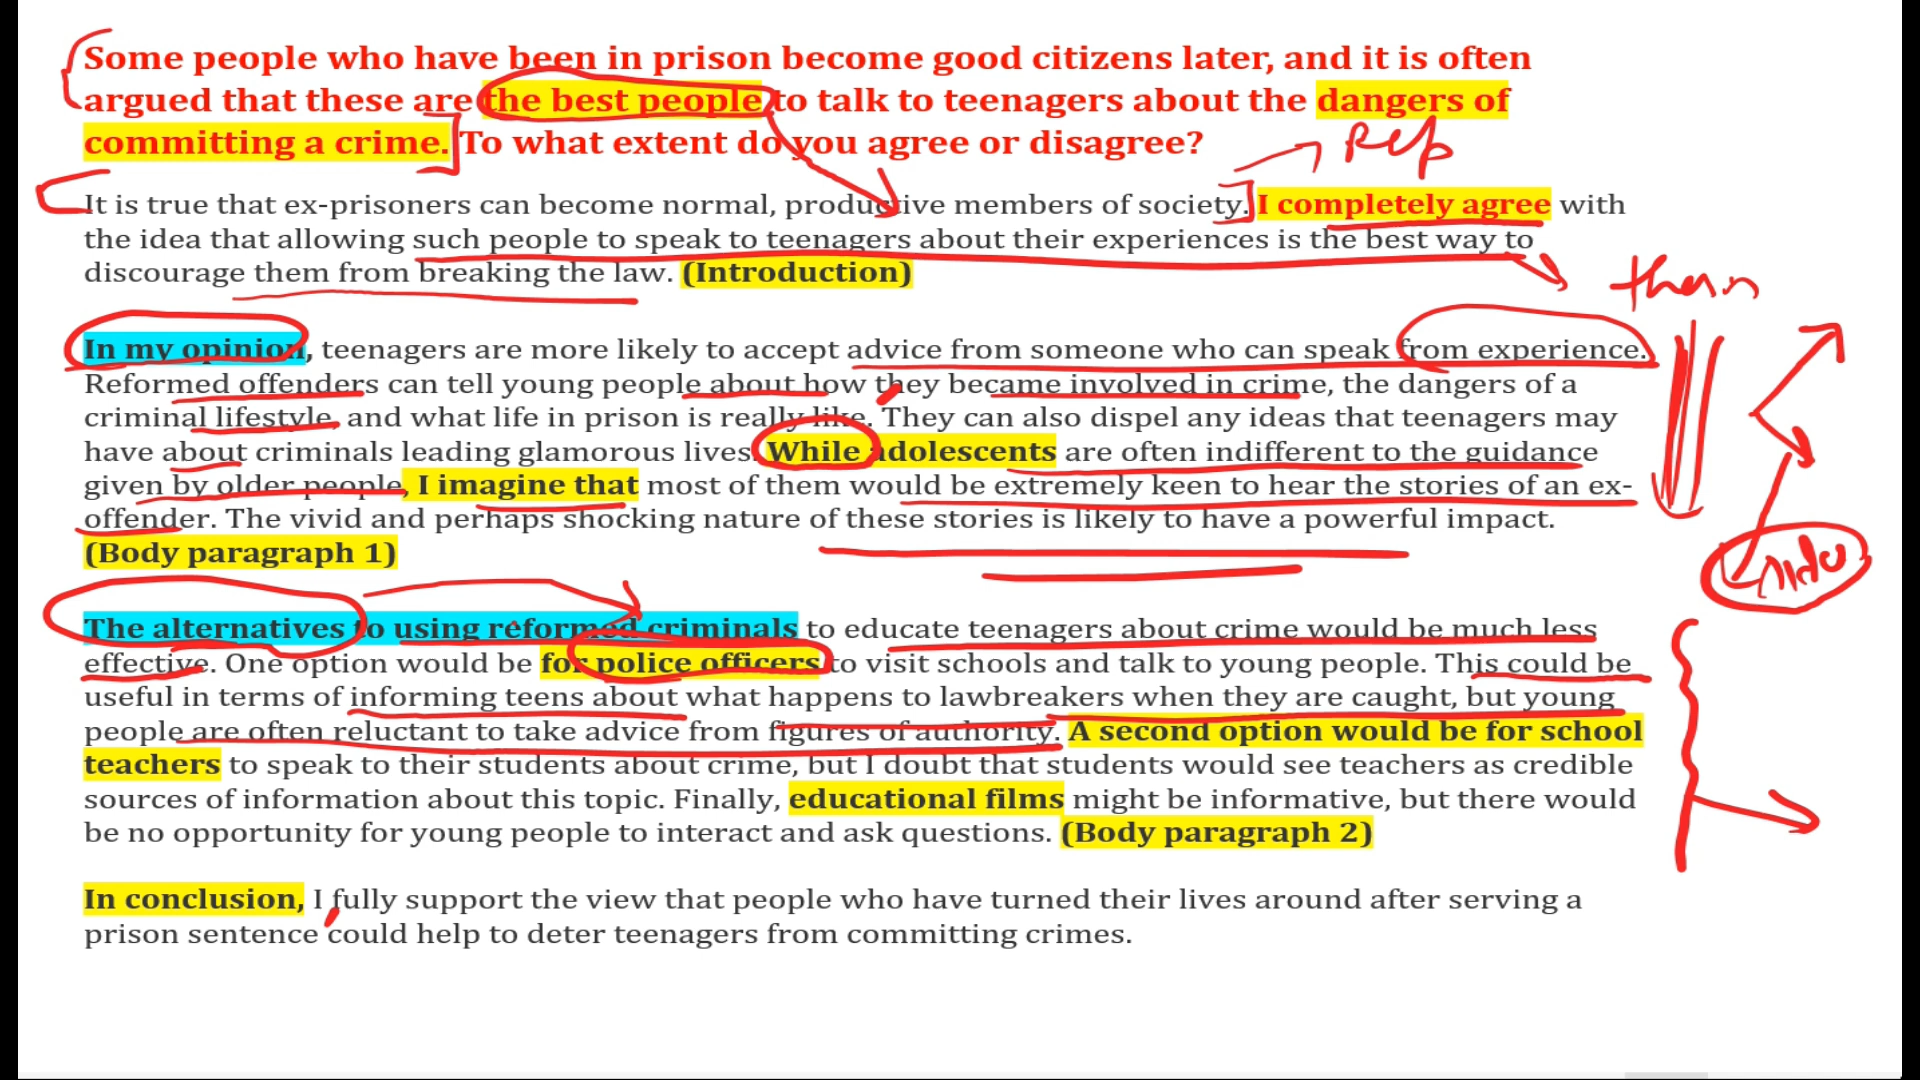 Some people who have been in prison become good citizens later, and it is often
argued that these are the best people to talk to teenagers about the dangers of
committing a crime. To what extent do you agree or disagree?
It is true that ex-prisoners can become normal, productive members of society. I completely agree with
the idea that allowing such people to speak to teenagers about their experiences is the best way to
discourage them from breaking the law. (Introduction)
In my opinion, teenagers are more likely to accept advice from someone who can speak from experience.
Reformed offenders can tell young people about how they became involved in crime, the dangers of a
criminal lifestyle, and what life in prison is really like. They can also dispel any ideas that teenagers may
have about criminals leading glamorous lives. While adolescents are often indifferent to the guidance
given by older people, I imagine that most of them would be extremely keen to hear the stories of an ex-
offender. The vivid and perhaps shocking nature of these stories is likely to have a powerful impact.
(Body paragraph 1)
The alternatives to using reformed criminals to educate teenagers about crime would be much less
effective. One option would be for police officers to visit schools and talk to young people. This could be
useful in terms of informing teens about what happens to lawbreakers when they are caught, but young
people are often reluctant to take advice from figures of authority. A second option would be for school
teachers to speak to their students about crime, but I doubt that students would see teachers as credible
sources of information about this topic. Finally, educational films might be informative, but there would
be no opportunity for young people to interact and ask questions. (Body paragraph 2)
In conclusion, I fully support the view that people who have turned their lives around after serving a
prison sentence could help to deter teenagers from committing crimes.